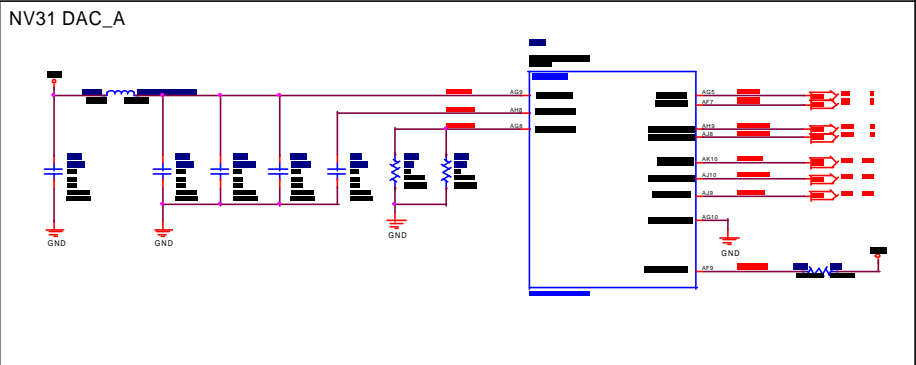 NV31 DAC_A
AG9
AH8
AG8
AG5
AF7
AH9
AJ8
AK10
AJ10
AJ9
AG10
AF9
GND
GND
GND
GND